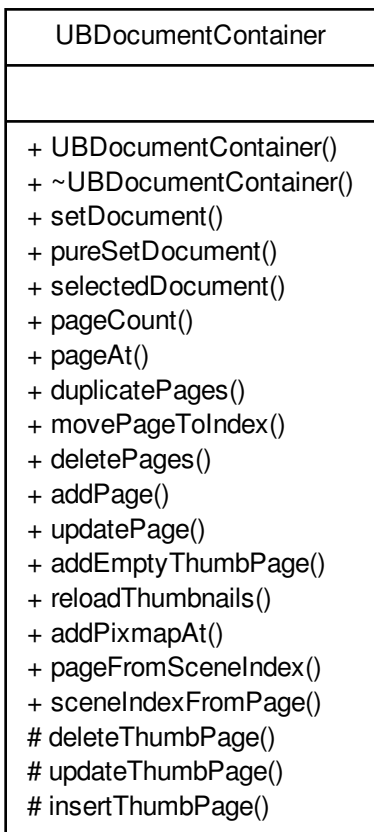 UBDocumentContainer
+ UBDocumentContainer()
+ ~UBDocumentContainer()
+ setDocument()
+ pureSetDocument()
+ selectedDocument()
+ pageCount()
+ pageAt()
+ duplicatePages()
+ movePageToIndex()
+ deletePages()
+ addPage()
+ updatePage()
+ addEmptyThumbPage()
+ reloadThumbnails()
+ addPixmapAt()
+ pageFromSceneIndex()
+ sceneIndexFromPage()
# deleteThumbPage()
# updateThumbPage()
# insertThumbPage()